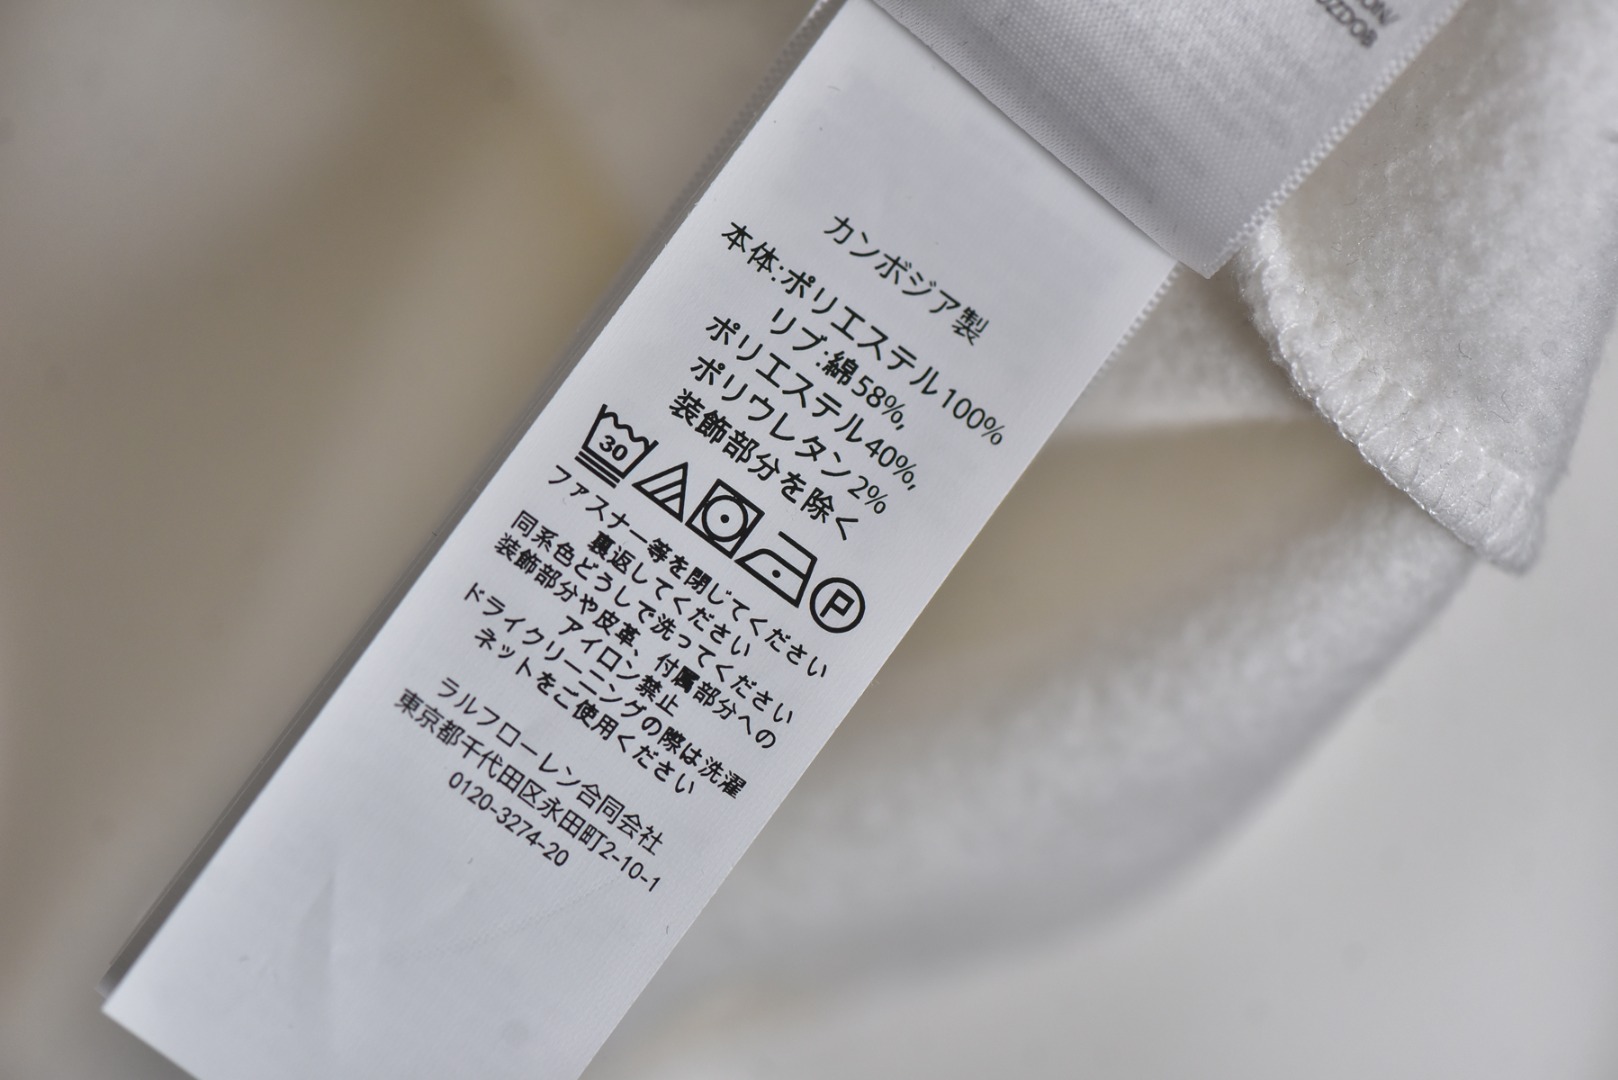 カンボジア製
本体:ポリエステル100%
リブ:綿58%,
ポリエステル40%,
ポリウレタン2%
装飾部分を除く
30 P
ファスナー等を閉じてください
裏返してください
同系色どうしで洗ってください
装飾部分や皮革、付属部分への
アイロン禁止
ドライクリーニングの際は洗濯
ネットをご使用ください
ラルフローレン合同会社
東京都千代田区永田町2-10-1
0120-3274-20